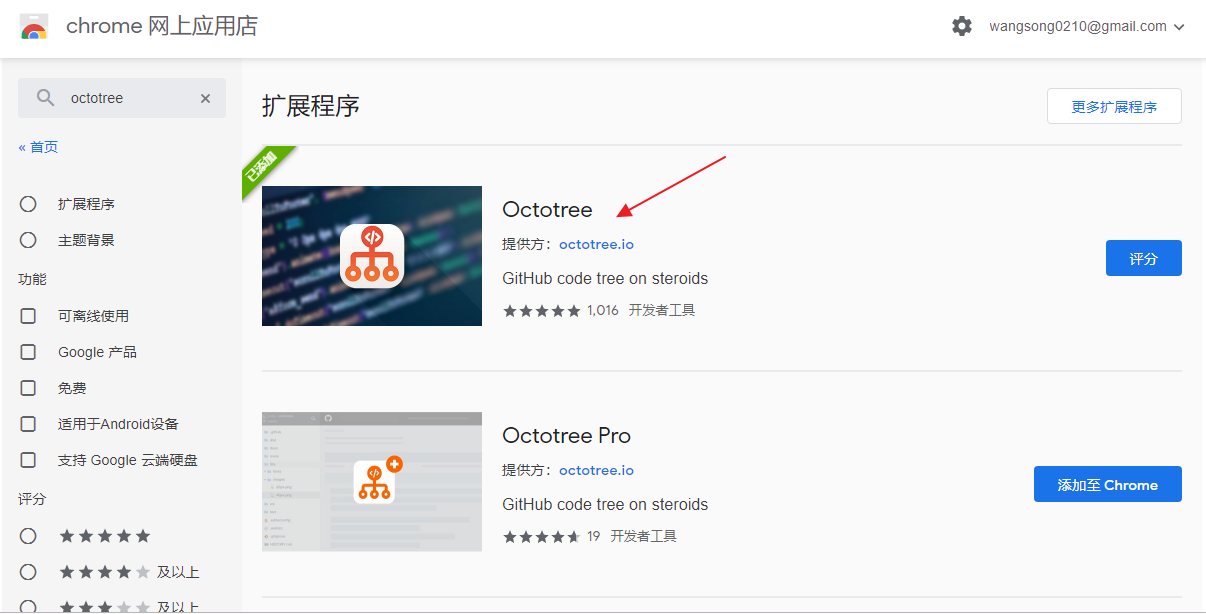 chrome 网上应用店
wangsong0210@gmail.com
octotree
« 首页
扩展程序
主题背景
功能
可离线使用
Google 产品
免费
适用于Android设备
支持 Google 云端硬盘
评分
及以上
及以上
扩展程序
更多扩展程序
已添加
Octotree
提供方： octotree.io
GitHub code tree on steroids
1,016 开发者工具
评分
Octotree Pro
提供方： octotree.io
GitHub code tree on steroids
19 开发者工具
添加至 Chrome